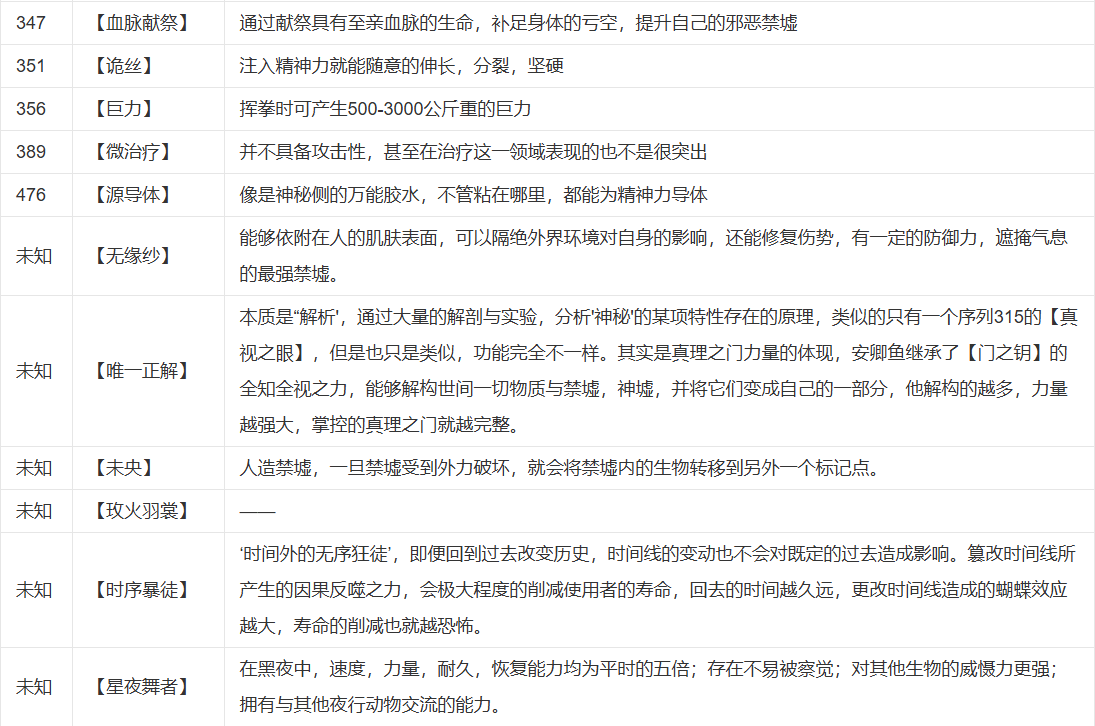 347 【血脉献祭】 通过献祭具有至亲血脉的生命，补足身体的亏空，提升自己的邪恶禁墟
351 【诡丝】 注入精神力就能随意的伸长，分裂，坚硬
356 【巨力】 挥拳时可产生500-3000公斤重的巨力
389 【微治疗】 并不具备攻击性，甚至在治疗这一领域表现的也不是很突出
476 【源导体】 像是神秘侧的万能胶水，不管粘在哪里，都能为精神力导体
未知 【无缘纱】 能够依附在人的肌肤表面，可以隔绝外界环境对自身的影响，还能修复伤势，有一定的防御力，遮掩气息
的最强禁墟。
未知 【唯一正解】 本质是“解析'，通过大量的解剖与实验，分析'神秘'的某项特性存在的原理，类似的只有一个序列315的【真
视之眼】，但是也只是类似，功能完全不一样。其实是真理之门力量的体现，安卿鱼继承了【门之钥】的
全知全视之力，能够解构世间一切物质与禁墟，神墟，并将它们变成自己的一部分，他解构的越多，力量
越强大，掌控的真理之门就越完整。
未知 【未央】 人造禁墟，一旦禁墟受到外力破坏，就会将禁墟内的生物转移到另外一个标记点。
未知 【玫火羽裳】 ——
未知 【时序暴徒】 ‘时间外的无序狂徒’，即便回到过去改变历史，时间线的变动也不会对既定的过去造成影响。篡改时间线所
产生的因果反噬之力，会极大程度的削减使用者的寿命，回去的时间越久远，更改时间线造成的蝴蝶效应
越大，寿命的削减也就越恐怖。
未知 【星夜舞者】 在黑夜中，速度，力量，耐久，恢复能力均为平时的五倍；存在不易被察觉；对其他生物的威慑力更强；
拥有与其他夜行动物交流的能力。